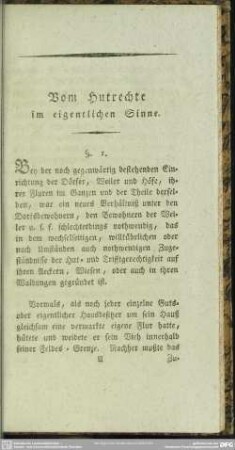 Vom Hutrechte
im eigentlichen Sinne.
§. 1.
Bey der noch gegenwärtig bestehenden Ein-
richtung der Dörfer, Weiler und Höfe, ih-
rer Fluren im Ganzen und der Theile dersel-
ben, war ein neues Verhältniß unter den
Dorfsbewohnern, den Bewohnern der Wei-
ler u. s. f. schlechterdings nothwendig, das
in dem wechselseitigen, willkührlichen oder
nach Umständen auch nothwendigen Zuge-
ständnisse der Hut- und Triftgerechtigkeit auf
ihren Aeckern, Wiesen, oder auch in ihren
Waldungen gegründet ist.
Vormals, als noch jeder einzelne Guts-
oder eigentlicher Hausbesitzer um sein Hauß
gleichsam eine vermarkte eigene Flur hatte,
hütete und weidete er sein Vieh innerhalb
seiner Feldes-Grenze. Nachher mußte das
A Zu-